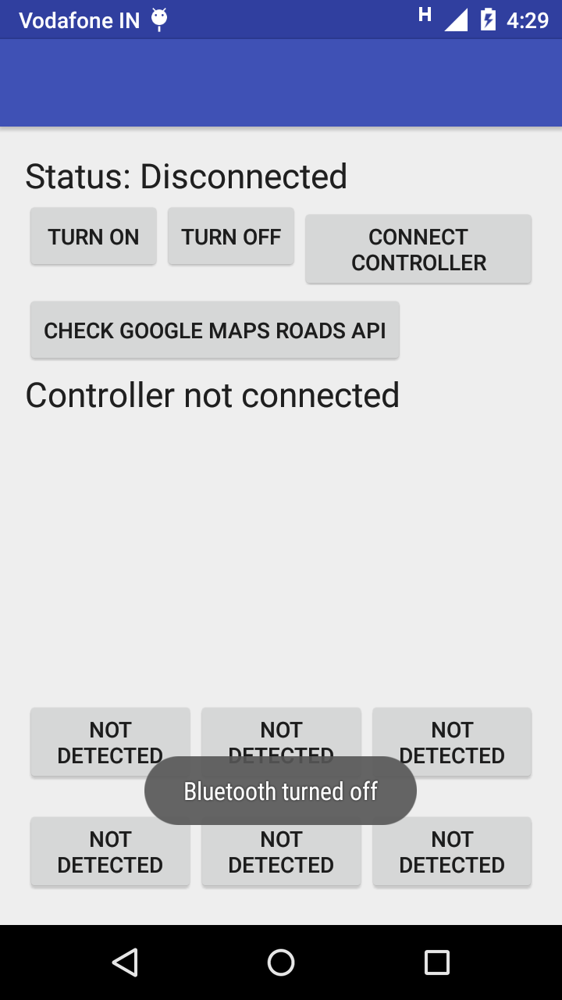 Vodafone IN H 4:29
Status: Disconnected
TURN ON TURN OFF CONNECT
CONTROLLER
CHECK GOOGLE MAPS ROADS API
Controller not connected
NOT NOT NOT
DETECTED DETECTED DETECTED
Bluetooth turned off
NOT NOT NOT
DETECTED DETECTED DETECTED